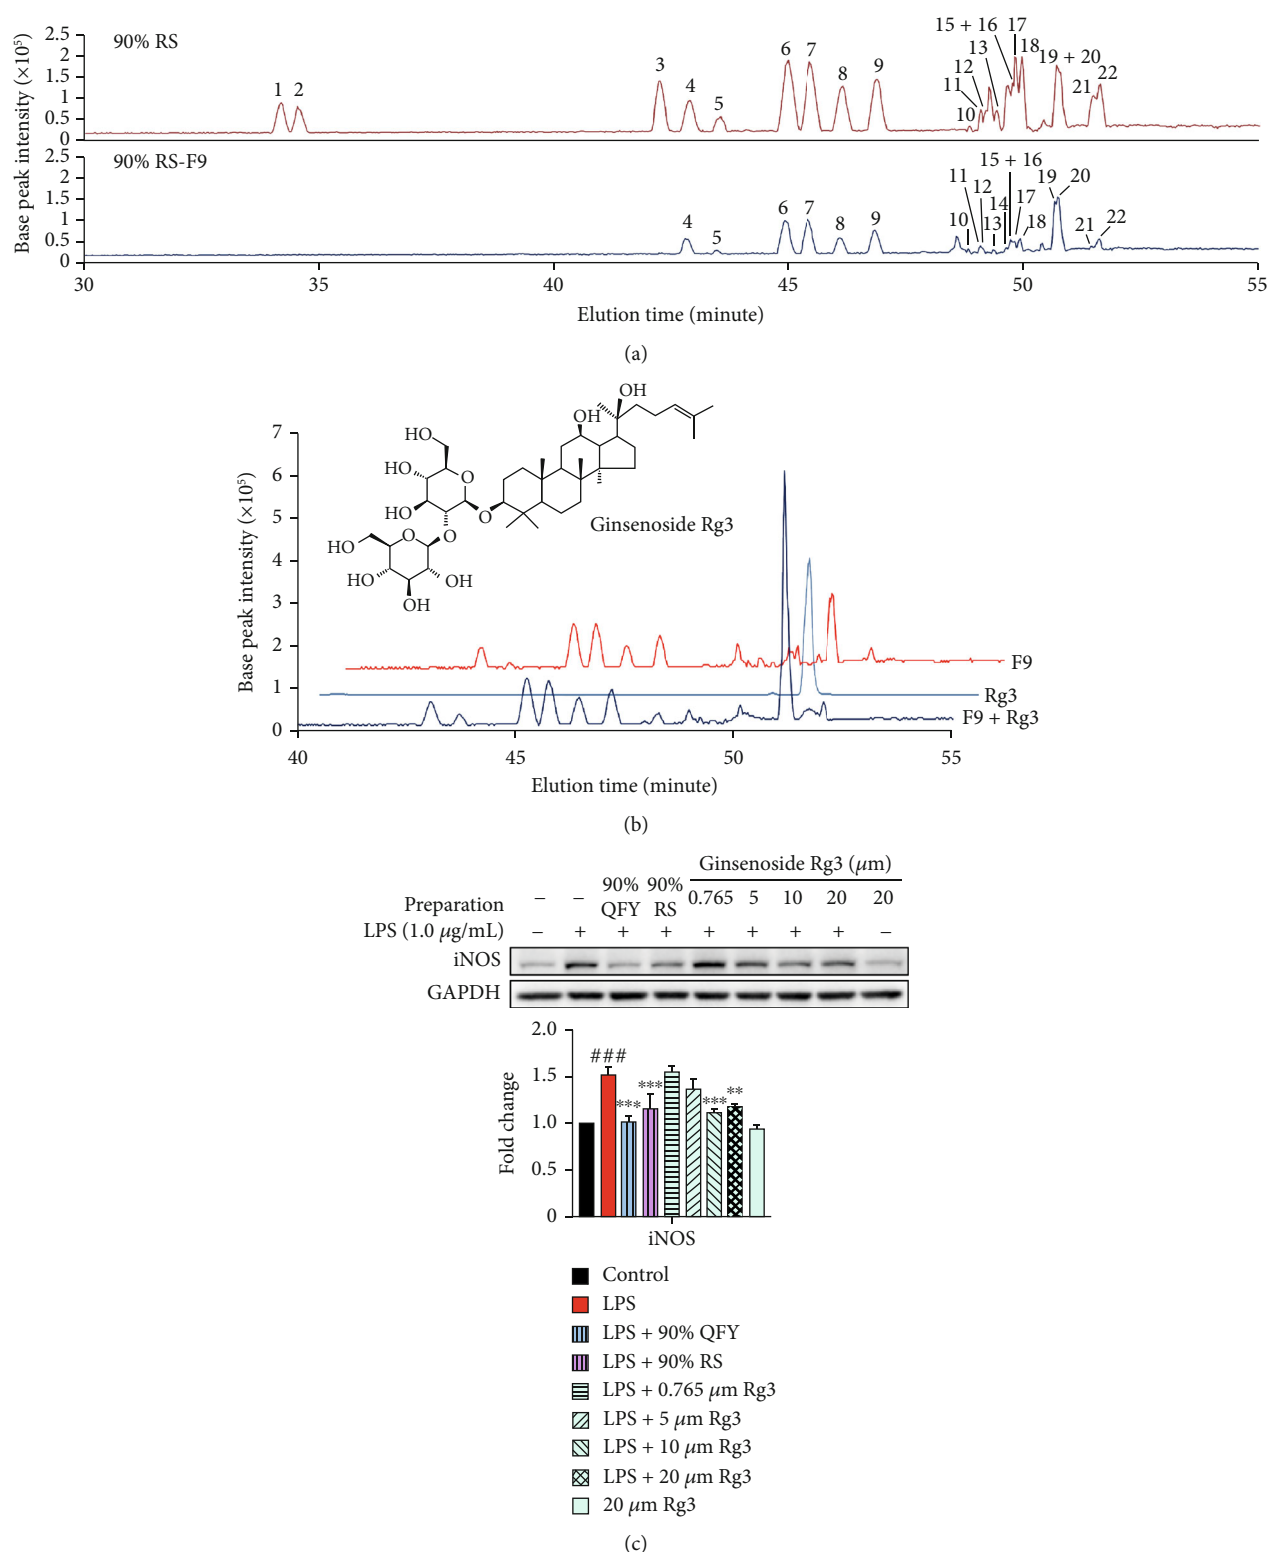 15 + 16 17
13 18 19 + 20
12 22
11 21
10
2.5
2
1.5
1
0.5
0
90% RS
1 2 3 4 5 6 7 8 9
Base peak intensity (×10⁵)
2.5
2
1.5
1
0.5
0
90% RS-F9
4 5 6 7 8 9
15 + 16
11 12 14 17 19 20
10 13 18 21 22
30 35 40 45 50 55
Base peak intensity (×10⁵)
Elution time (minute)
(a)
OH
OH
HO
HO
O
HO
O
O
O
HO
HO
OH
OH
Ginsenoside Rg3
7
6
5
4
3
2
1
0
Base peak intensity (×10⁵)
F9
Rg3
F9 + Rg3
40 45 50 55
Elution time (minute)
(b)
Ginsenoside Rg3 (μm)
Preparation – – 90% QFY 90% RS 0.765 5 10 20 20
LPS (1.0 μg/mL) – + + + + + + + –
iNOS
GAPDH
2.0
1.5
1.0
0.5
0
Fold change
###
*** *** *** **
iNOS
Control
LPS
LPS + 90% QFY
LPS + 90% RS
LPS + 0.765 μm Rg3
LPS + 5 μm Rg3
LPS + 10 μm Rg3
LPS + 20 μm Rg3
20 μm Rg3
(c)